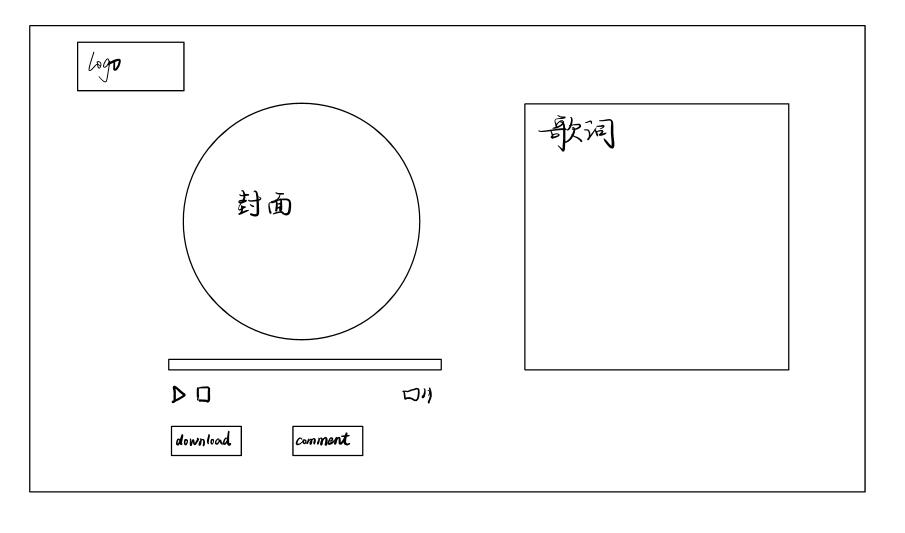 logo
歌词
封面
download
comment